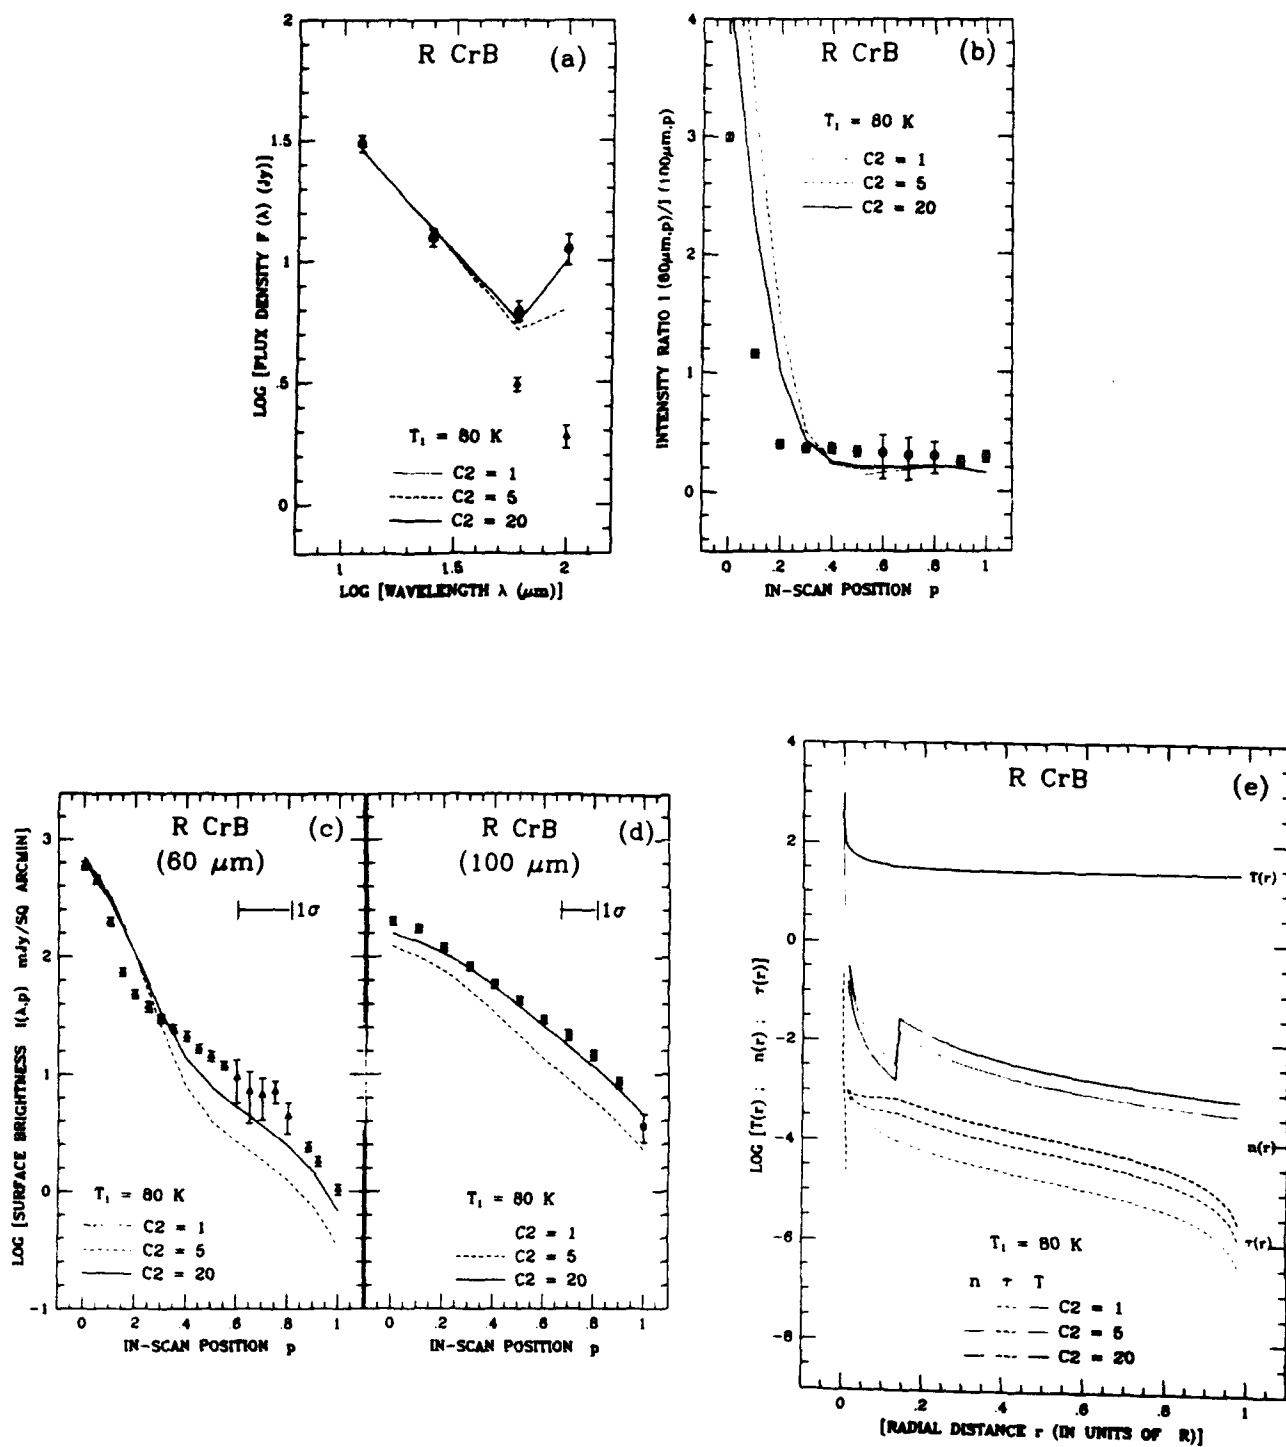 R CrB (a)
2
1.5
1
.5
0
LOG [FLUX DENSITY F(λ) (Jy)]
T₁ = 80 K
C2 = 1
C2 = 5
C2 = 20
1 1.5 2
LOG [WAVELENGTH λ (μm)]
R CrB (b)
4
3
2
1
0
INTENSITY RATIO I(60μm,p)/I(100μm,p)
T₁ = 80 K
C2 = 1
C2 = 5
C2 = 20
0 .2 .4 .6 .8 1
IN-SCAN POSITION p
R CrB (c)
(60 μm)
1σ
3
2
1
0
-1
LOG [SURFACE BRIGHTNESS I(λ,p) mJy/SQ ARCMIN]
T₁ = 80 K
C2 = 1
C2 = 5
C2 = 20
0 .2 .4 .6 .8 1
IN-SCAN POSITION p
R CrB (d)
(100 μm)
1σ
T₁ = 80 K
C2 = 1
C2 = 5
C2 = 20
0 .2 .4 .6 .8 1
IN-SCAN POSITION p
R CrB (e)
4
2
0
-2
-4
-6
-8
LOG [T(r) ; n(r) ; τ(r)]
T(r)
n(r)
τ(r)
T₁ = 80 K
n τ T
C2 = 1
C2 = 5
C2 = 20
0 .2 .4 .6 .8 1
[RADIAL DISTANCE r (IN UNITS OF R)]